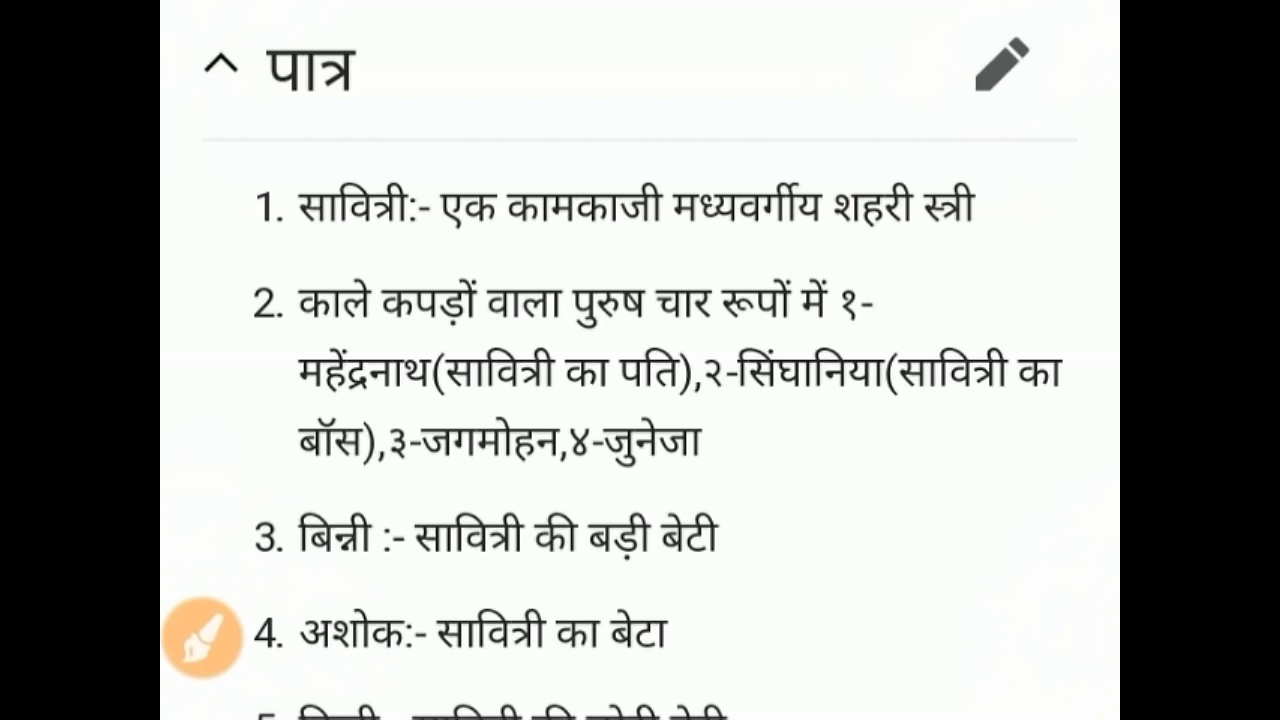 पात्र
1. सावित्री:- एक कामकाजी मध्यवर्गीय शहरी स्त्री
2. काले कपड़ों वाला पुरुष चार रूपों में १-
महेंद्रनाथ(सावित्री का पति),२-सिंघानिया(सावित्री का
बॉस),३-जगमोहन,४-जुनेजा
3. बिन्नी :- सावित्री की बड़ी बेटी
4. अशोक:- सावित्री का बेटा